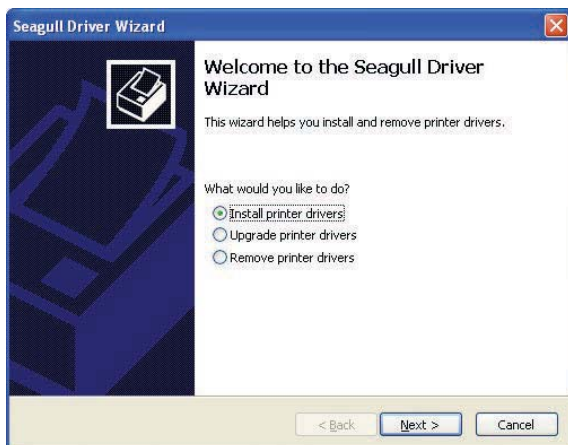 Seagull Driver Wizard
Welcome to the Seagull Driver
Wizard
This wizard helps you install and remove printer drivers.
What would you like to do?
Install printer drivers
Upgrade printer drivers
Remove printer drivers
< Back Next > Cancel